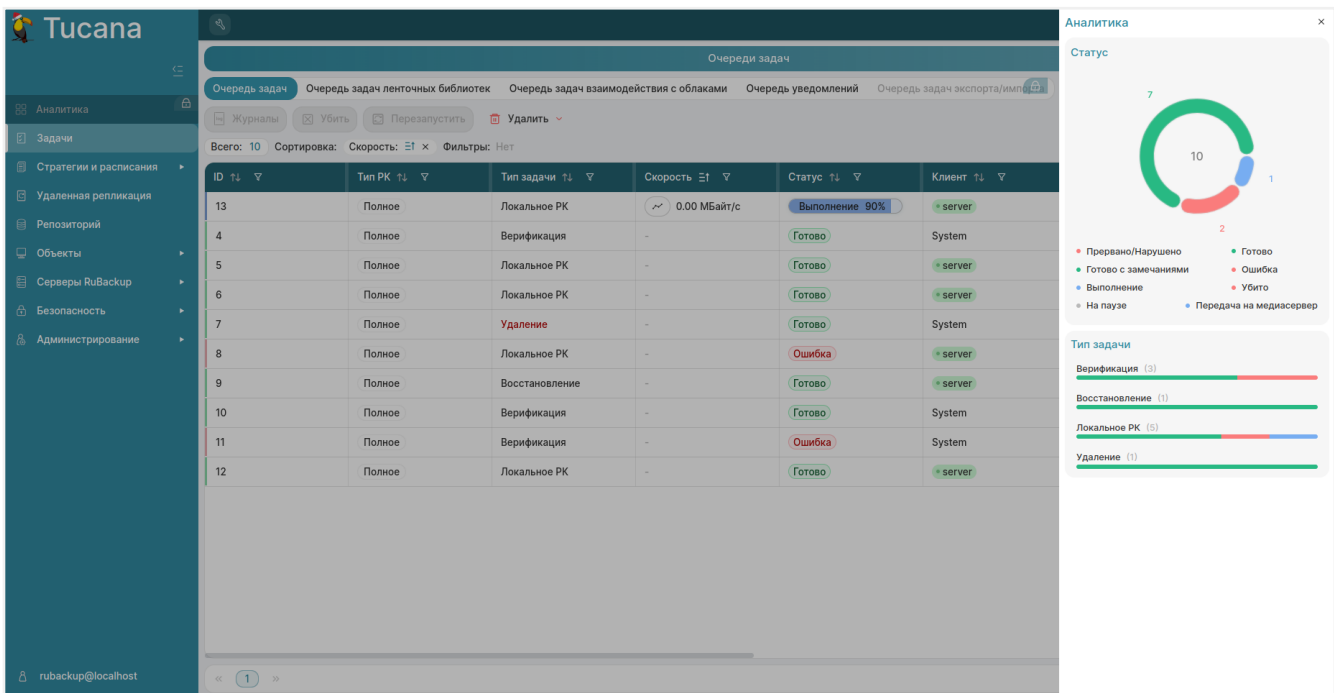 Tucana
Аналитика
Задачи
Стратегии и расписания
Удаленная репликация
Репозиторий
Объекты
Серверы RuBackup
Безопасность
Администрирование
rubackup@localhost
Очереди задач
Очередь задач Очередь задач ленточных библиотек Очередь задач взаимодействия с облаками Очередь уведомлений Очередь задач экспорта/импорта
Журналы Убить Перезапустить Удалить
Всего: 10 Сортировка: Скорость: Фильтры: Нет
ID Тип РК Тип задачи Скорость Статус Клиент
13 Полное Локальное РК 0.00 МБайт/с Выполнение 90% server
4 Полное Верификация - Готово System
5 Полное Локальное РК - Готово server
6 Полное Локальное РК - Готово server
7 Полное Удаление - Готово System
8 Полное Локальное РК - Ошибка server
9 Полное Восстановление - Готово server
10 Полное Верификация - Готово System
11 Полное Верификация - Ошибка System
12 Полное Локальное РК - Готово server
« 1 »
Аналитика ×
Статус
7
10
1
2
Прервано/Нарушено Готово
Готово с замечаниями Ошибка
Выполнение Убито
На паузе Передача на медиасервер
Тип задачи
Верификация (3)
Восстановление (1)
Локальное РК (5)
Удаление (1)